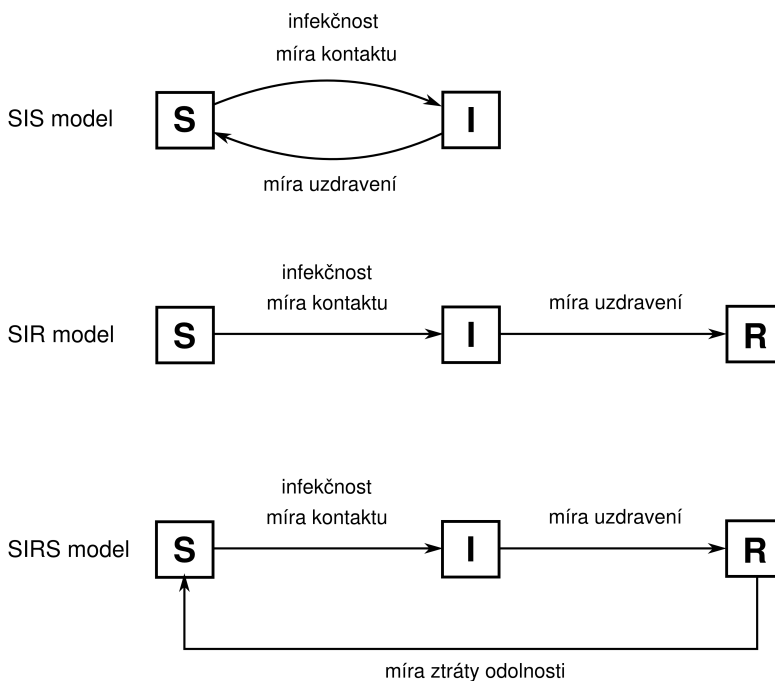 infekčnost
míra kontaktu
SIS model
S
I
míra uzdravení
infekčnost
míra kontaktu
míra uzdravení
SIR model
S
I
R
infekčnost
míra kontaktu
míra uzdravení
SIRS model
S
I
R
míra ztráty odolnosti